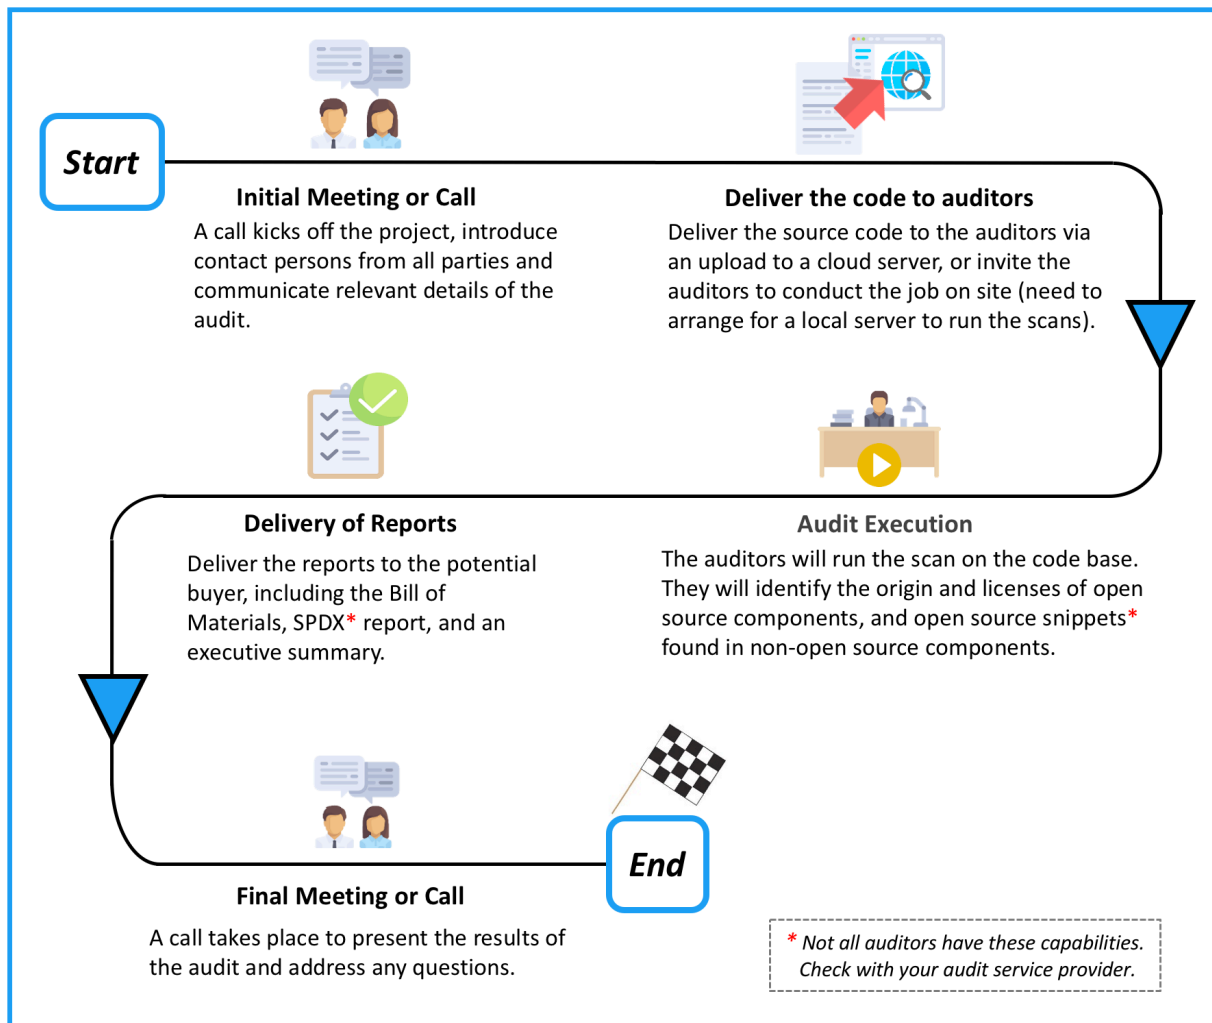 Start
Initial Meeting or Call
A call kicks off the project, introduce
contact persons from all parties and
communicate relevant details of the
audit.
Deliver the code to auditors
Deliver the source code to the auditors via
an upload to a cloud server, or invite the
auditors to conduct the job on site (need to
arrange for a local server to run the scans).
Audit Execution
The auditors will run the scan on the code base.
They will identify the origin and licenses of open
source components, and open source snippets*
found in non-open source components.
Delivery of Reports
Deliver the reports to the potential
buyer, including the Bill of
Materials, SPDX* report, and an
executive summary.
Final Meeting or Call
A call takes place to present the results of
the audit and address any questions.
End
* Not all auditors have these capabilities.
Check with your audit service provider.